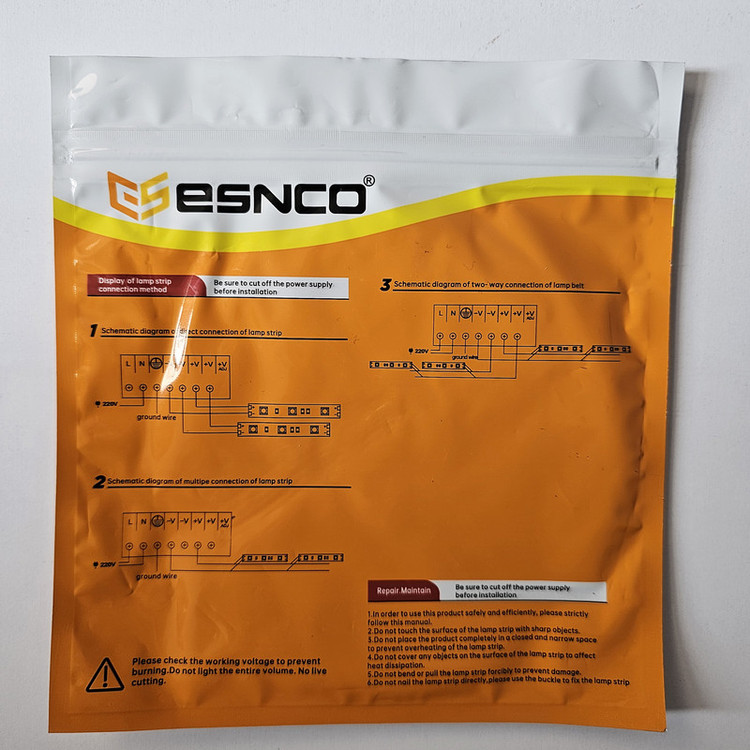 ESNCO®
Display of lamp strip
connection method
Be sure to cut off the power supply
before installation
1 Schematic diagram of direct connection of lamp strip
L N -V -V +V +V +V
ADJ
220V
ground wire
2 Schematic diagram of multipe connection of lamp strip
L N -V -V +V +V +V
ADJ
220V
ground wire
Please check the working voltage to prevent
burning.Do not light the entire volume. No live
cutting.
3 Schematic diagram of two- way connection of lamp belt
L N -V -V +V +V +V
ADJ
220V
ground wire
Repair.Maintain
Be sure to cut off the power supply
before installation
1.In order to use this product safely and efficiently, please strictly
follow this manual.
2.Do not touch the surface of the lamp strip with sharp objects.
3.Do not place the product completely in a closed and narrow space
to prevent overheating of the lamp strip.
4.Do not cover any objects on the surface of the lamp strip to affect
heat dissipation.
5.Do not bend or pull the lamp strip forcibly to prevent damage.
6.Do not nail the lamp strip directly,please use the buckle to fix the lamp strip